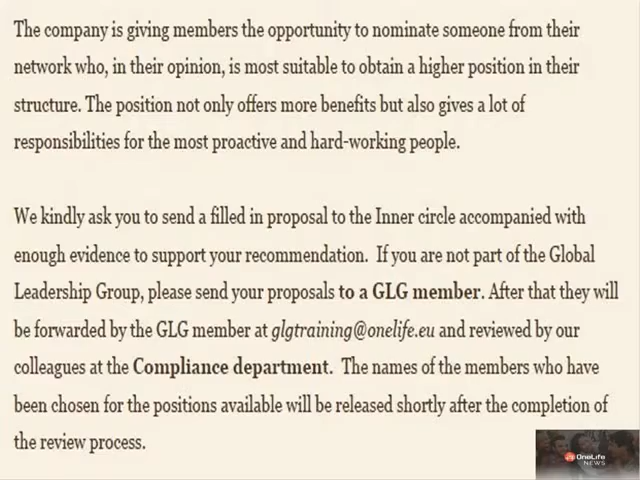 The company is giving members the opportunity to nominate someone from their
network who, in their opinion, is most suitable to obtain a higher position in their
structure. The position not only offers more benefits but also gives a lot of
responsibilities for the most proactive and hard-working people.
We kindly ask you to send a filled in proposal to the Inner circle accompanied with
enough evidence to support your recommendation. If you are not part of the Global
Leadership Group, please send your proposals to a GLG member. After that they will
be forwarded by the GLG member at glgtraining@onelife.eu and reviewed by our
colleagues at the Compliance department. The names of the members who have
been chosen for the positions available will be released shortly after the completion of
the review process.
OneLife
NEWS